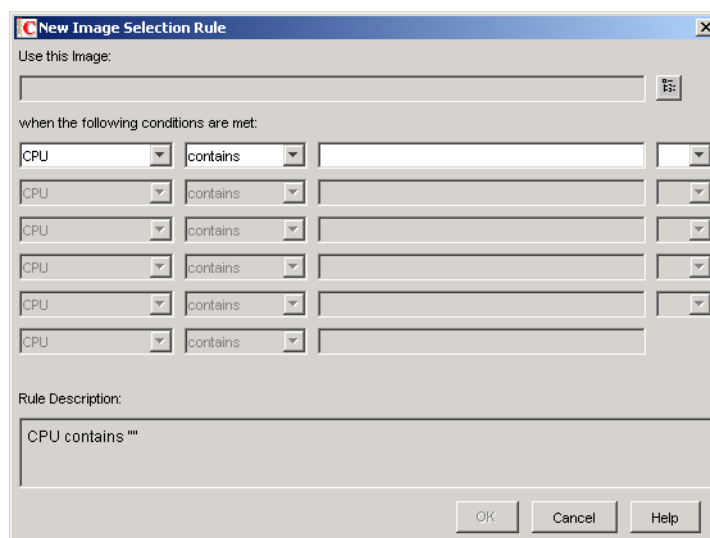 New Image Selection Rule
Use this Image:
when the following conditions are met:
CPU contains
CPU contains
CPU contains
CPU contains
CPU contains
CPU contains
Rule Description:
CPU contains ""
OK Cancel Help